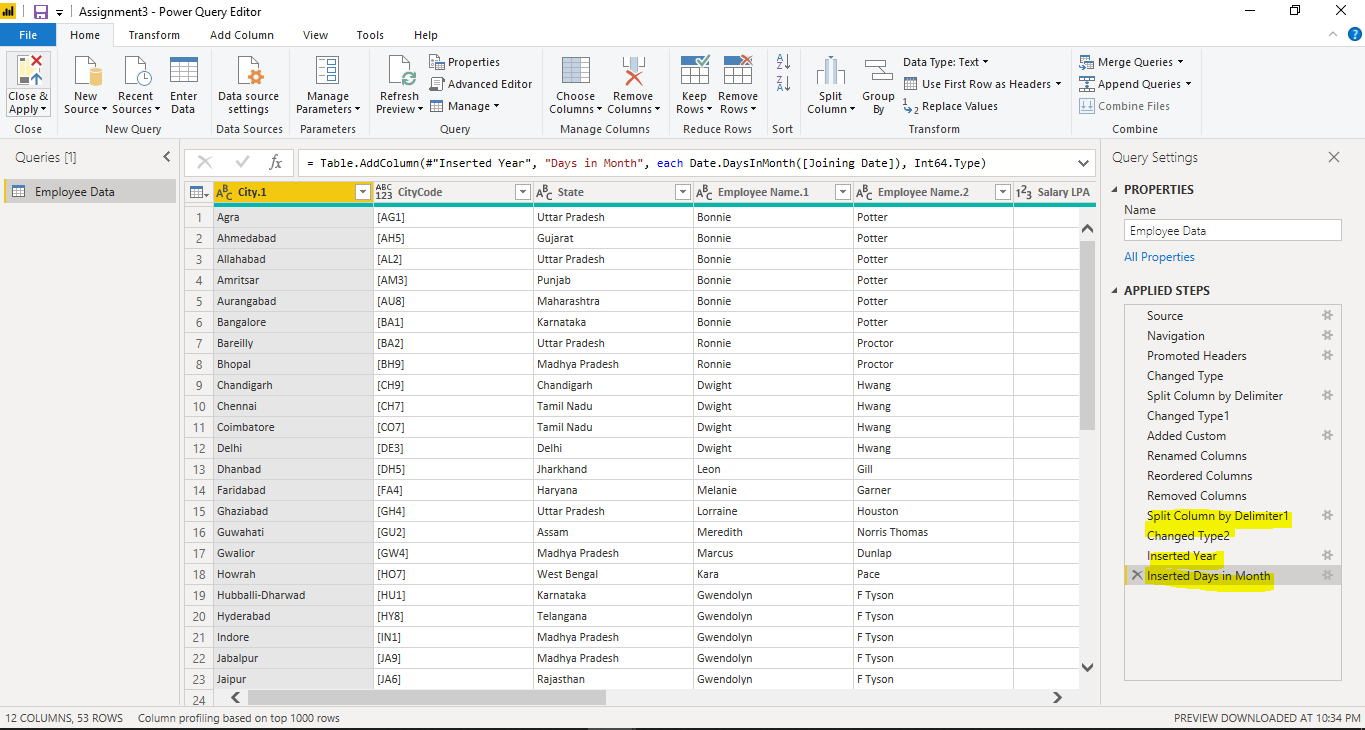 Assignment3 - Power Query Editor
File Home Transform Add Column View Tools Help
Close & Apply
Close
New Source
Recent Sources
Enter Data
New Query
Data source settings
Data Sources
Manage Parameters
Parameters
Refresh Preview
Properties
Advanced Editor
Manage
Query
Choose Columns
Remove Columns
Manage Columns
Keep Rows
Remove Rows
Reduce Rows
Sort
Split Column
Group By
Data Type: Text
Use First Row as Headers
Replace Values
Transform
Merge Queries
Append Queries
Combine Files
Combine
Queries [1]
Employee Data
= Table.AddColumn(#"Inserted Year", "Days in Month", each Date.DaysInMonth([Joining Date]), Int64.Type)
City.1 CityCode State Employee Name.1 Employee Name.2 Salary LPA
1 Agra [AG1] Uttar Pradesh Bonnie Potter
2 Ahmedabad [AH5] Gujarat Bonnie Potter
3 Allahabad [AL2] Uttar Pradesh Bonnie Potter
4 Amritsar [AM3] Punjab Bonnie Potter
5 Aurangabad [AU8] Maharashtra Bonnie Potter
6 Bangalore [BA1] Karnataka Bonnie Potter
7 Bareilly [BA2] Uttar Pradesh Ronnie Proctor
8 Bhopal [BH9] Madhya Pradesh Ronnie Proctor
9 Chandigarh [CH9] Chandigarh Dwight Hwang
10 Chennai [CH7] Tamil Nadu Dwight Hwang
11 Coimbatore [CO7] Tamil Nadu Dwight Hwang
12 Delhi [DE3] Delhi Dwight Hwang
13 Dhanbad [DH5] Jharkhand Leon Gill
14 Faridabad [FA4] Haryana Melanie Garner
15 Ghaziabad [GH4] Uttar Pradesh Lorraine Houston
16 Guwahati [GU2] Assam Meredith Norris Thomas
17 Gwalior [GW4] Madhya Pradesh Marcus Dunlap
18 Howrah [HO7] West Bengal Kara Pace
19 Hubballi-Dharwad [HU1] Karnataka Gwendolyn F Tyson
20 Hyderabad [HY8] Telangana Gwendolyn F Tyson
21 Indore [IN1] Madhya Pradesh Gwendolyn F Tyson
22 Jabalpur [JA9] Madhya Pradesh Gwendolyn F Tyson
23 Jaipur [JA6] Rajasthan Gwendolyn F Tyson
24
Query Settings
PROPERTIES
Name
Employee Data
All Properties
APPLIED STEPS
Source
Navigation
Promoted Headers
Changed Type
Split Column by Delimiter
Changed Type1
Added Custom
Renamed Columns
Reordered Columns
Removed Columns
Split Column by Delimiter1
Changed Type2
Inserted Year
Inserted Days in Month
12 COLUMNS, 53 ROWS Column profiling based on top 1000 rows PREVIEW DOWNLOADED AT 10:34 PM